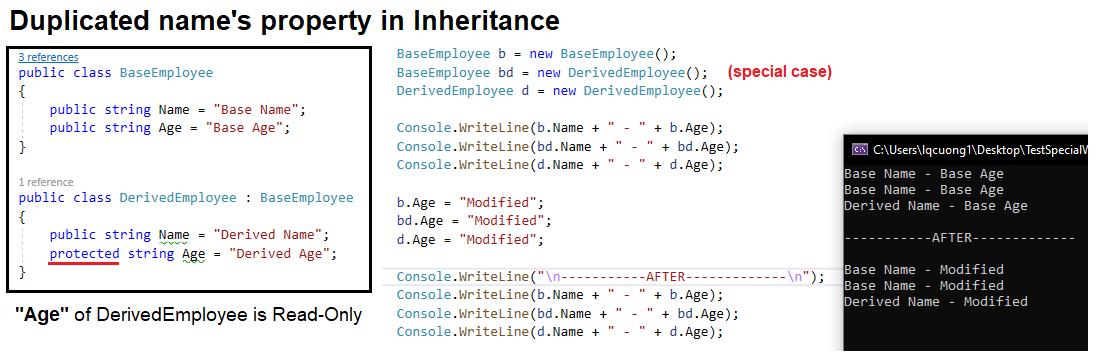 Duplicated name's property in Inheritance
3 references
public class BaseEmployee
{
public string Name = "Base Name";
public string Age = "Base Age";
}
1 reference
public class DerivedEmployee : BaseEmployee
{
public string Name = "Derived Name";
protected string Age = "Derived Age";
}
"Age" of DerivedEmployee is Read-Only
BaseEmployee b = new BaseEmployee();
BaseEmployee bd = new DerivedEmployee(); (special case)
DerivedEmployee d = new DerivedEmployee();
Console.WriteLine(b.Name + " - " + b.Age);
Console.WriteLine(bd.Name + " - " + bd.Age);
Console.WriteLine(d.Name + " - " + d.Age);
b.Age = "Modified";
bd.Age = "Modified";
d.Age = "Modified";
Console.WriteLine("\n-----------AFTER-------------\n");
Console.WriteLine(b.Name + " - " + b.Age);
Console.WriteLine(bd.Name + " - " + bd.Age);
Console.WriteLine(d.Name + " - " + d.Age);
C:\Users\lqcuong1\Desktop\TestSpecialW
Base Name - Base Age
Base Name - Base Age
Derived Name - Base Age
-----------AFTER-------------
Base Name - Modified
Base Name - Modified
Derived Name - Modified